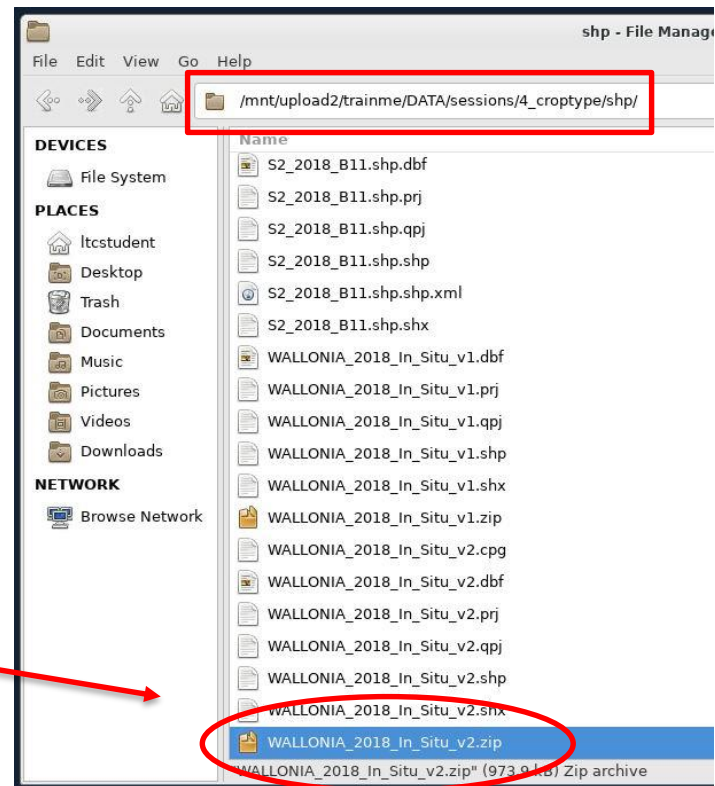 shp - File Manage
File Edit View Go Help
/mnt/upload2/trainme/DATA/sessions/4_croptype/shp/
DEVICES
File System
PLACES
ltcstudent
Desktop
Trash
Documents
Music
Pictures
Videos
Downloads
NETWORK
Browse Network
Name
S2_2018_B11.shp.dbf
S2_2018_B11.shp.prj
S2_2018_B11.shp.qpj
S2_2018_B11.shp.shp
S2_2018_B11.shp.shp.xml
S2_2018_B11.shp.shx
WALLONIA_2018_In_Situ_v1.dbf
WALLONIA_2018_In_Situ_v1.prj
WALLONIA_2018_In_Situ_v1.qpj
WALLONIA_2018_In_Situ_v1.shp
WALLONIA_2018_In_Situ_v1.shx
WALLONIA_2018_In_Situ_v1.zip
WALLONIA_2018_In_Situ_v2.cpg
WALLONIA_2018_In_Situ_v2.dbf
WALLONIA_2018_In_Situ_v2.prj
WALLONIA_2018_In_Situ_v2.qpj
WALLONIA_2018_In_Situ_v2.shp
WALLONIA_2018_In_Situ_v2.shx
WALLONIA_2018_In_Situ_v2.zip
"WALLONIA_2018_In_Situ_v2.zip" (973.9 kB) Zip archive